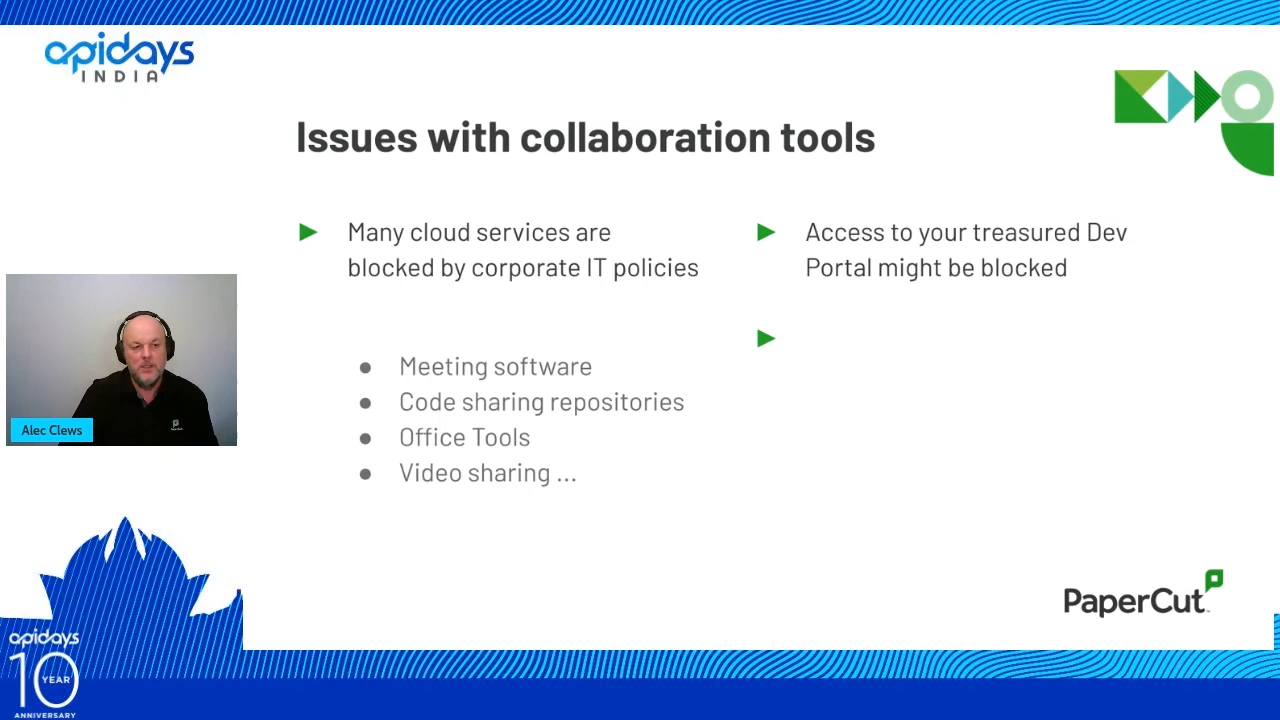 apidays
INDIA
Issues with collaboration tools
Many cloud services are
blocked by corporate IT policies
Meeting software
Code sharing repositories
Office Tools
Video sharing ...
Access to your treasured Dev
Portal might be blocked
Alec Clews
PaperCut
apidays
10
YEAR
ANNIVERSARY